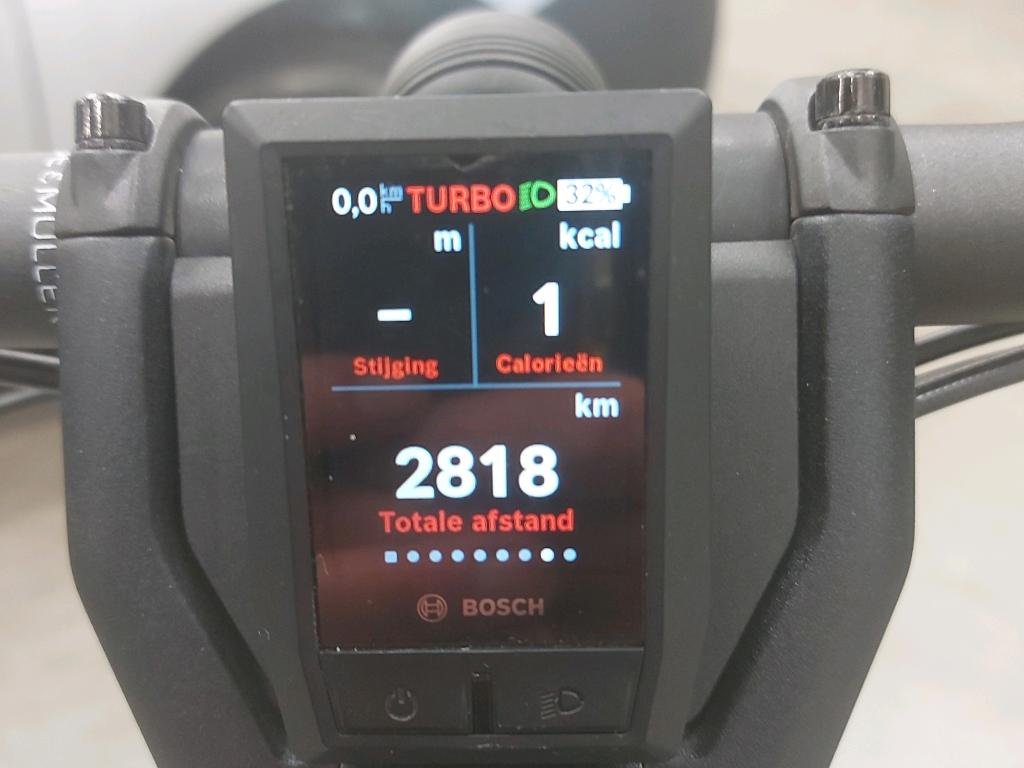 0,0 km/h TURBO 32%
m kcal
- 1
Stijging Calorieën
km
2818
Totale afstand
BOSCH